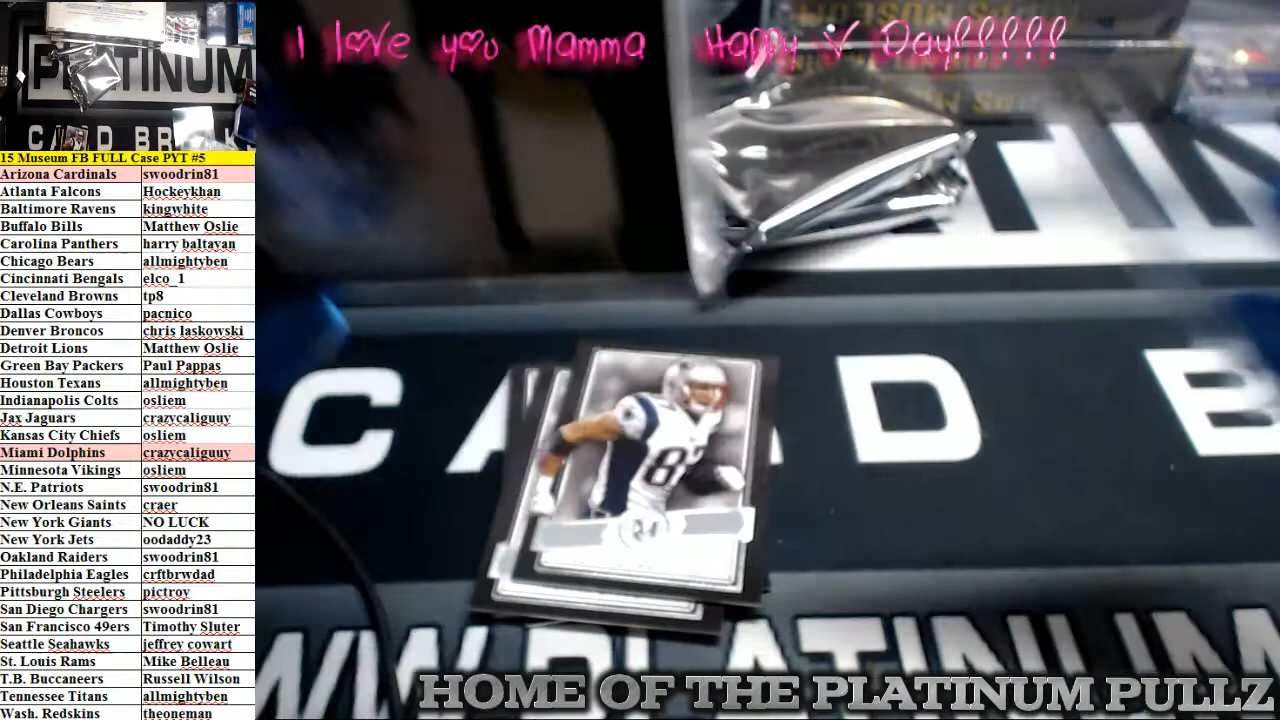 I love you Mamma Happy V Day!!!!!
PLATINUM
15 Museum FB FULL Case PYT #5
Arizona Cardinals swoodrin81
Atlanta Falcons Hockeykhan
Baltimore Ravens kingwhite
Buffalo Bills Matthew Oslie
Carolina Panthers harry baltayan
Chicago Bears allmightyben
Cincinnati Bengals elco_1
Cleveland Browns tp8
Dallas Cowboys pacnico
Denver Broncos chris laskowski
Detroit Lions Matthew Oslie
Green Bay Packers Paul Pappas
Houston Texans allmightyben
Indianapolis Colts osliem
Jax Jaguars crazycaliguuy
Kansas City Chiefs osliem
Miami Dolphins crazycaliguuy
Minnesota Vikings osliem
N.E. Patriots swoodrin81
New Orleans Saints craer
New York Giants NO LUCK
New York Jets oodaddy23
Oakland Raiders swoodrin81
Philadelphia Eagles crftbrwdad
Pittsburgh Steelers pictroy
San Diego Chargers swoodrin81
San Francisco 49ers Timothy Sluter
Seattle Seahawks jeffrey cowart
St. Louis Rams Mike Belleau
T.B. Buccaneers Russell Wilson
Tennessee Titans allmightyben
Wash. Redskins theoneman
87
CA D B
WW.PLATINUM
HOME OF THE PLATINUM PULLZ